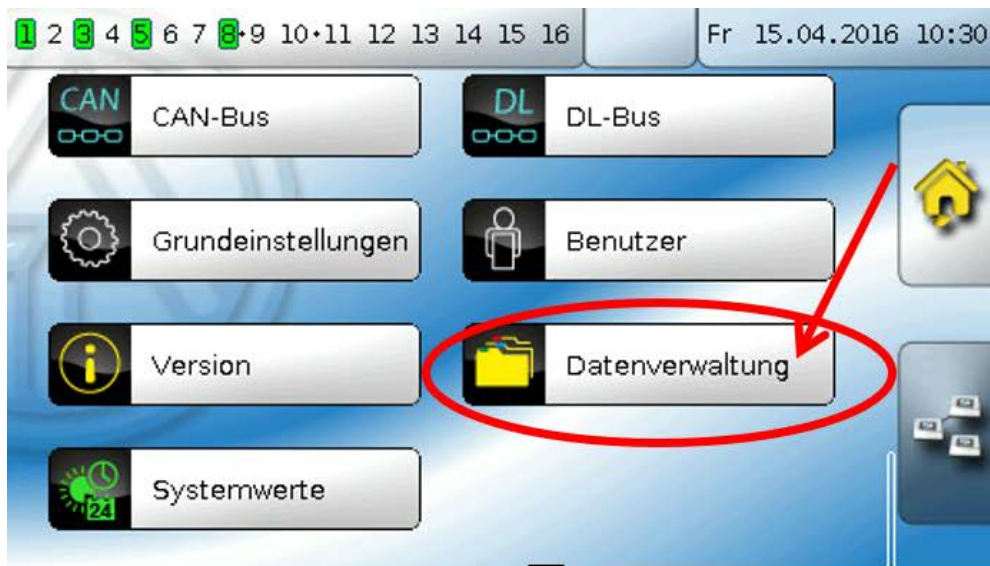 1 2 3 4 5 6 7 8•9 10•11 12 13 14 15 16 Fr 15.04.2016 10:30
CAN CAN-Bus DL DL-Bus
Grundeinstellungen Benutzer
i Version Datenverwaltung
24 Systemwerte